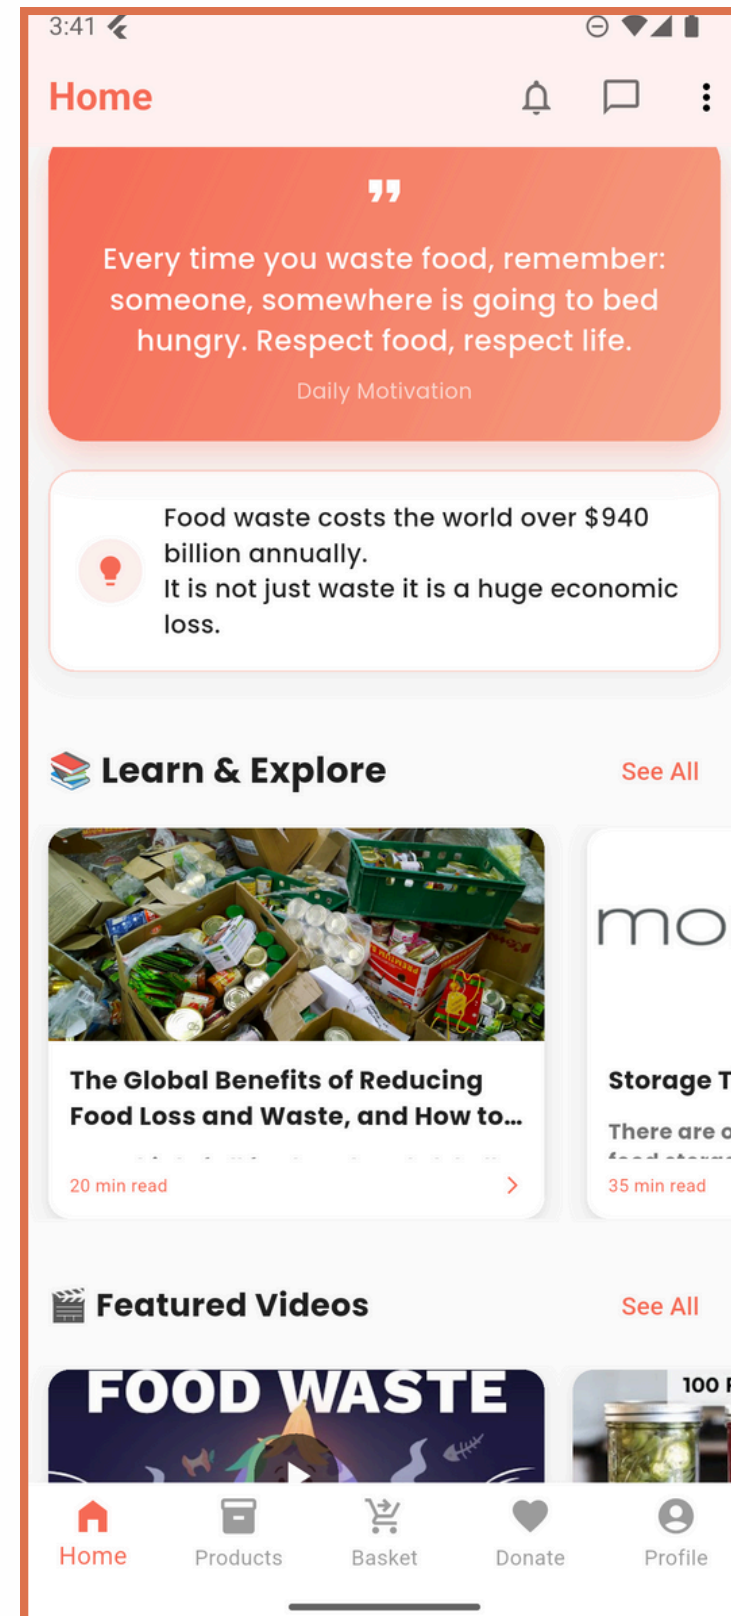 3:41
Home
Every time you waste food, remember:
someone, somewhere is going to bed
hungry. Respect food, respect life.
Daily Motivation
Food waste costs the world over $940
billion annually.
It is not just waste it is a huge economic
loss.
📚 Learn & Explore
See All
mo
The Global Benefits of Reducing
Food Loss and Waste, and How to…
20 min read
Storage T
There are o
35 min read
🎬 Featured Videos
See All
FOOD WASTE
100 F
Home
Products
Basket
Donate
Profile